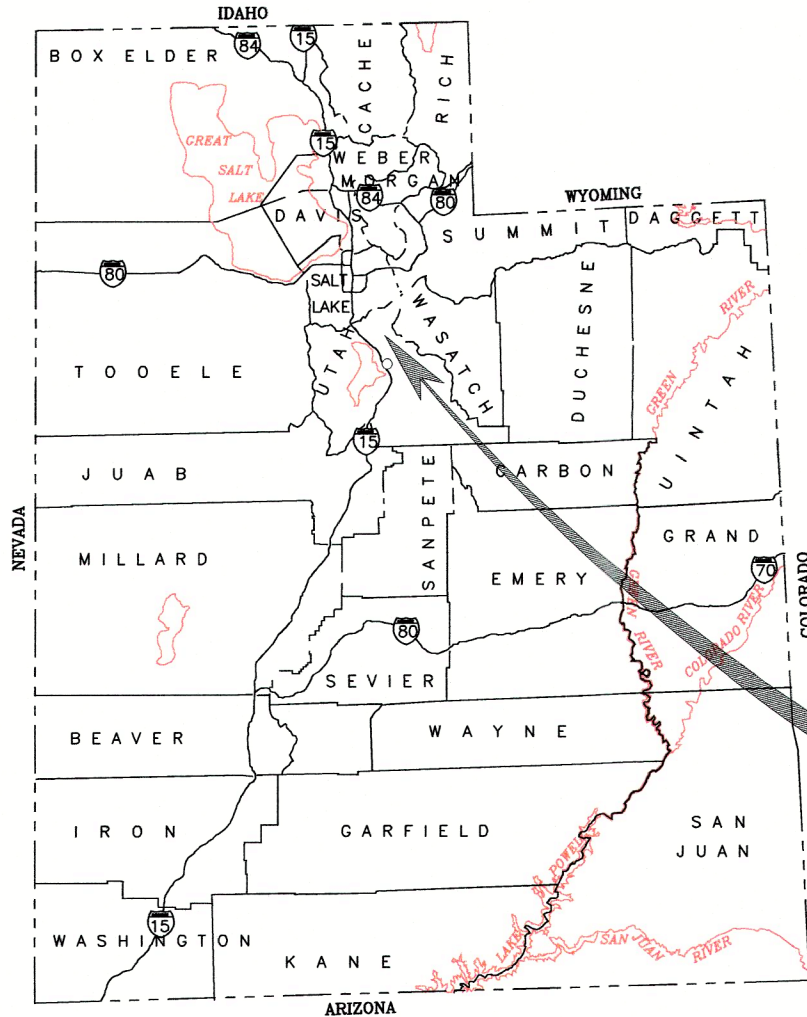 IDAHO
BOX ELDER
84
15
CACHE
RICH
GREAT
SALT
LAKE
15
WEBER
MORGAN
84
80
WYOMING
DAVIS
SUMMIT
DAGGETT
80
SALT
LAKE
WASATCH
DUCHESNE
GREEN
RIVER
UINTAH
UTAH
TOOELE
15
JUAB
SANPETE
CARBON
NEVADA
MILLARD
EMERY
GRAND
70
COLORADO
GREEN
RIVER
COLORADO RIVER
80
SEVIER
BEAVER
WAYNE
IRON
GARFIELD
SAN
JUAN
LAKE
POWELL
15
WASHINGTON
KANE
SAN JUAN
RIVER
ARIZONA